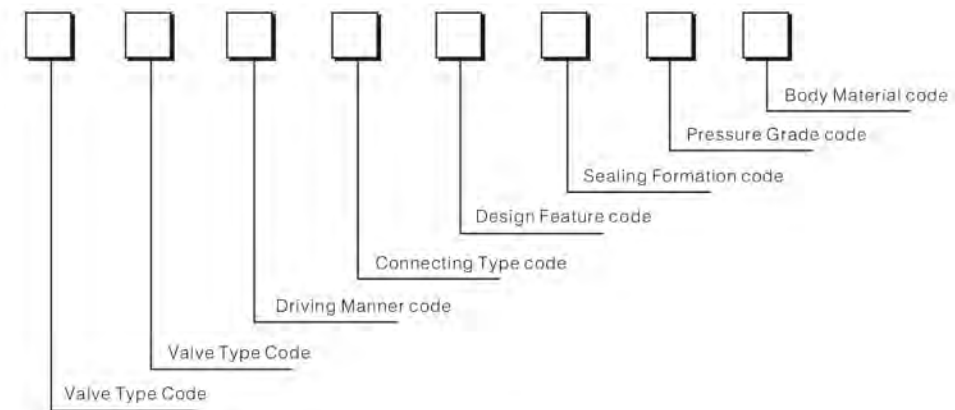 Body Material code
Pressure Grade code
Sealing Formation code
Design Feature code
Connecting Type code
Driving Manner code
Valve Type Code
Valve Type Code